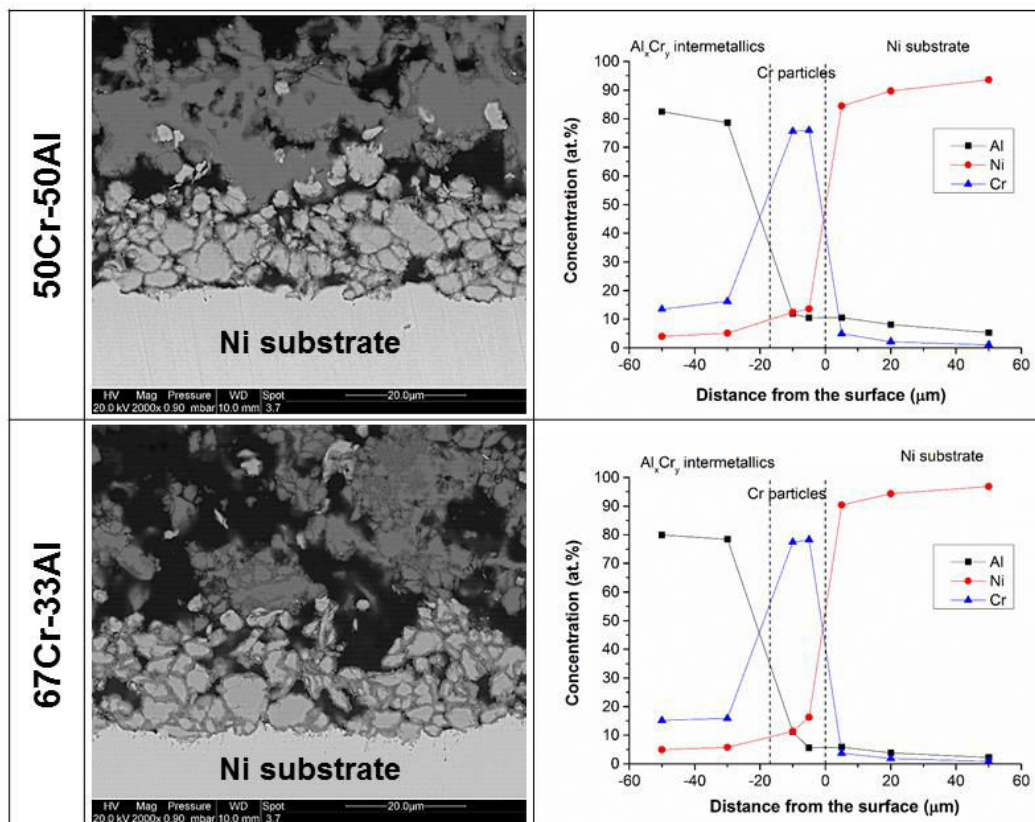 50Cr-50Al
Ni substrate
HV Mag Pressure WD Spot
20.0 kV 2000x 0.90 mbar 10.0 mm 3.7
20.0µm
AlxCry intermetallics
Ni substrate
Cr particles
100
90
80
70
60
50
40
30
20
10
0
Concentration (at.%)
Al
Ni
Cr
-60 -40 -20 0 20 40 60
Distance from the surface (µm)
67Cr-33Al
Ni substrate
HV Mag Pressure WD Spot
20.0 kV 2000x 0.90 mbar 10.0 mm 3.7
20.0µm
AlxCry intermetallics
Ni substrate
Cr particles
100
90
80
70
60
50
40
30
20
10
0
Concentration (at.%)
Al
Ni
Cr
-60 -40 -20 0 20 40 60
Distance from the surface (µm)